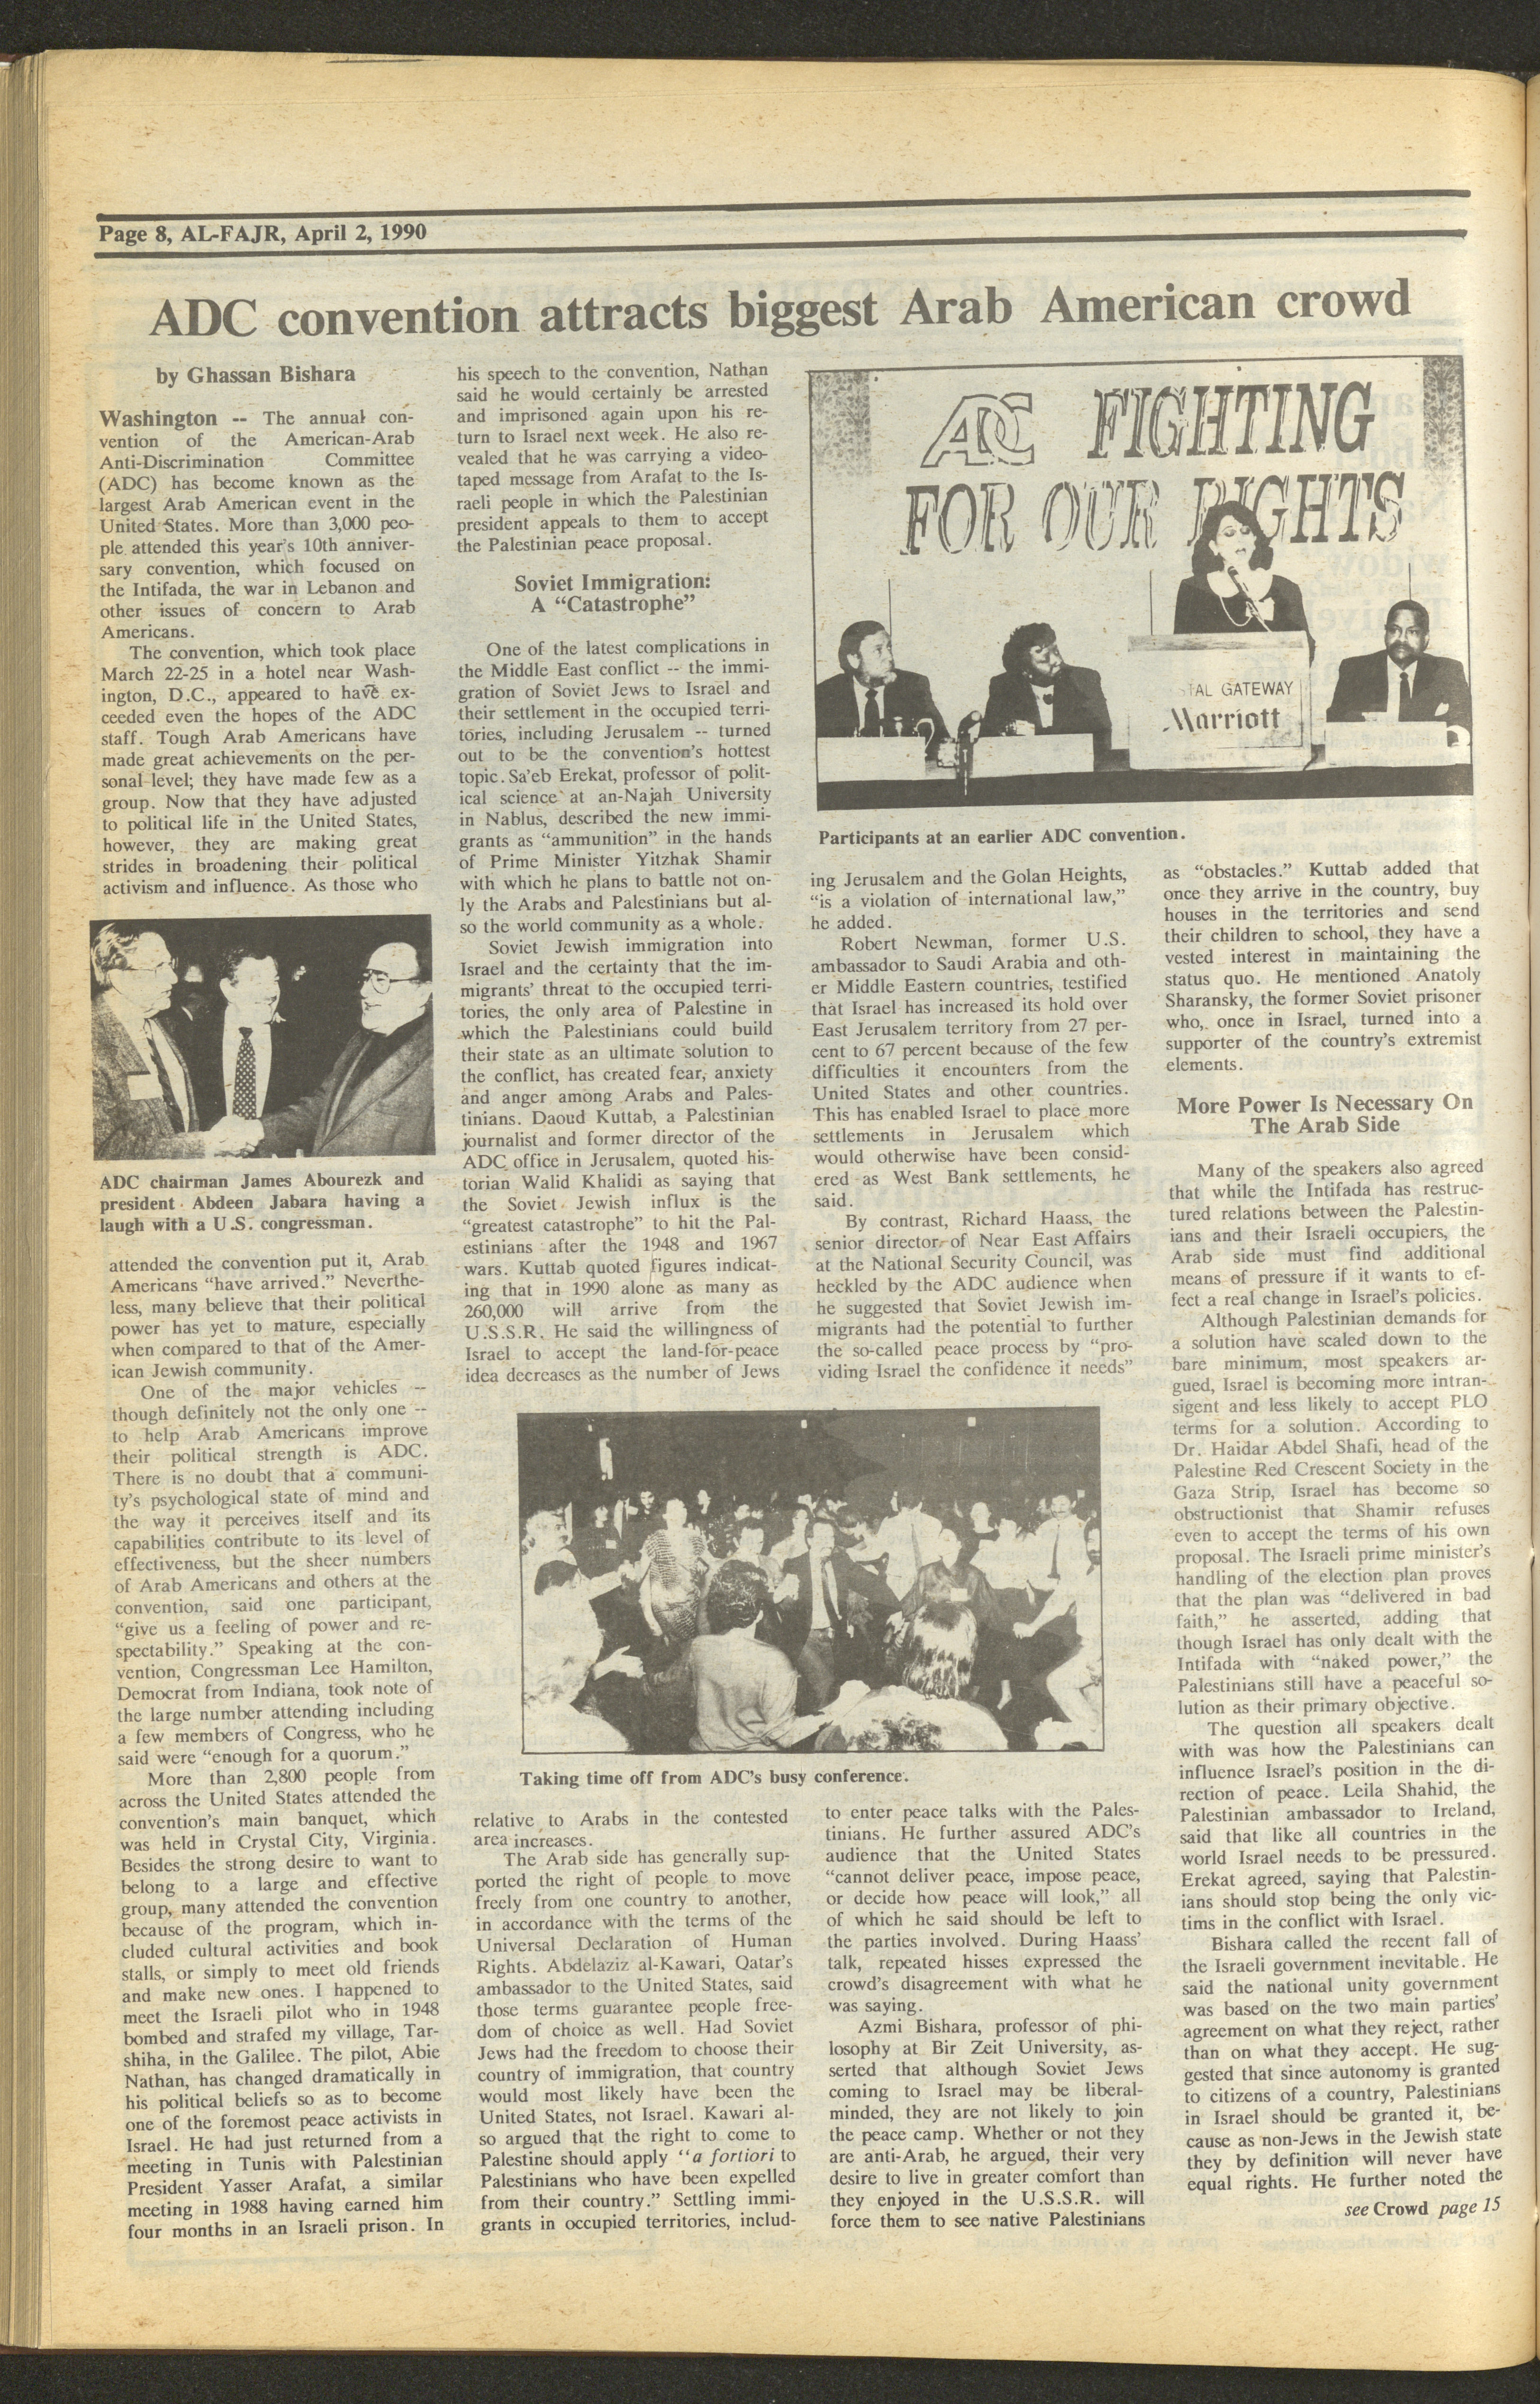 Page 8, AL-FAJR, April 2, 1990
ADC convention attracts biggest Arab American crowd
by Ghassan Bishara
Washington -- The annual con-
vention of the American-Arab
Anti-Discrimination Committee
(ADC) has become known as the
largest Arab American event in the
United States. More than 3,000 peo-
ple attended this year's 10th anniver-
sary convention, which focused on
the Intifada, the war in Lebanon and
other issues of concern to Arab
Americans.
The convention, which took place
March 22-25 in a hotel near Wash-
ington, D.C., appeared to have ex-
ceeded even the hopes of the ADC
staff. Tough Arab Americans have
made great achievements on the per-
sonal level; they have made few as a
group. Now that they have adjusted
to political life in the United States,
however, they are making great
strides in broadening their political
activism and influence. As those who
ADC chairman James Abourezk and
president Abdeen Jabara having a
laugh with a U.S. congressman.
attended the convention put it, Arab
Americans "have arrived." Neverthe-
less, many believe that their political
power has yet to mature, especially
when compared to that of the Amer-
ican Jewish community.
One of the major vehicles --
though definitely not the only one --
to help Arab Americans improve
their political strength is ADC.
There is no doubt that a communi-
ty's psychological state of mind and
the way it perceives itself and its
capabilities contribute to its level of
effectiveness, but the sheer numbers
of Arab Americans and others at the
convention, said one participant,
"give us a feeling of power and re-
spectability." Speaking at the con-
vention, Congressman Lee Hamilton,
Democrat from Indiana, took note of
the large number attending including
a few members of Congress, who he
said were "enough for a quorum."
More than 2,800 people from
across the United States attended the
convention's main banquet, which
was held in Crystal City, Virginia.
Besides the strong desire to want to
belong to a large and effective
group, many attended the convention
because of the program, which in-
cluded cultural activities and book
stalls, or simply to meet old friends
and make new ones. I happened to
meet the Israeli pilot who in 1948
bombed and strafed my village, Tar-
shiha, in the Galilee. The pilot, Abie
Nathan, has changed dramatically in
his political beliefs so as to become
one of the foremost peace activists in
Israel. He had just returned from a
meeting in Tunis with Palestinian
President Yasser Arafat, a similar
meeting in 1988 having earned him
four months in an Israeli prison. In
his speech to the convention, Nathan
said he would certainly be arrested
and imprisoned again upon his re-
turn to Israel next week. He also re-
vealed that he was carrying a video-
taped message from Arafat to the Is-
raeli people in which the Palestinian
president appeals to them to accept
the Palestinian peace proposal.
Soviet Immigration:
A "Catastrophe"
One of the latest complications in
the Middle East conflict -- the immi-
gration of Soviet Jews to Israel and
their settlement in the occupied terri-
tories, including Jerusalem -- turned
out to be the convention's hottest
topic. Sa'eb Erekat, professor of polit-
ical science at an-Najah University
in Nablus, described the new immi-
grants as "ammunition" in the hands
of Prime Minister Yitzhak Shamir
with which he plans to battle not on-
ly the Arabs and Palestinians but al-
so the world community as a whole.
Soviet Jewish immigration into
Israel and the certainty that the im-
migrants' threat to the occupied terri-
tories, the only area of Palestine in
which the Palestinians could build
their state as an ultimate solution to
the conflict, has created fear, anxiety
and anger among Arabs and Pales-
tinians. Daoud Kuttab, a Palestinian
journalist and former director of the
ADC office in Jerusalem, quoted his-
torian Walid Khalidi as saying that
the Soviet Jewish influx is the
"greatest catastrophe" to hit the Pal-
estinians after the 1948 and 1967
wars. Kuttab quoted figures indicat-
ing that in 1990 alone as many as
260,000 will arrive from the
U.S.S.R. He said the willingness of
Israel to accept the land-for-peace
idea decreases as the number of Jews
Taking time off from ADC's busy conference.
relative to Arabs in the contested
area increases.
The Arab side has generally sup-
ported the right of people to move
freely from one country to another,
in accordance with the terms of the
Universal Declaration of Human
Rights. Abdelaziz al-Kawari, Qatar's
ambassador to the United States, said
those terms guarantee people free-
dom of choice as well. Had Soviet
Jews had the freedom to choose their
country of immigration, that country
would most likely have been the
United States, not Israel. Kawari al-
so argued that the right to come to
Palestine should apply "a fortiori to
Palestinians who have been expelled
from their country." Settling immi-
grants in occupied territories, includ-
ADC FIGHTING
FOR OUR RIGHTS
TAL GATEWAY
Marriott
Participants at an earlier ADC convention.
ing Jerusalem and the Golan Heights,
"is a violation of international law,"
he added.
Robert Newman, former U.S.
ambassador to Saudi Arabia and oth-
er Middle Eastern countries, testified
that Israel has increased its hold over
East Jerusalem territory from 27 per-
cent to 67 percent because of the few
difficulties it encounters from the
United States and other countries.
This has enabled Israel to place more
settlements in Jerusalem which
would otherwise have been consid-
ered as West Bank settlements, he
said.
By contrast, Richard Haass, the
senior director of Near East Affairs
at the National Security Council, was
heckled by the ADC audience when
he suggested that Soviet Jewish im-
migrants had the potential to further
the so-called peace process by "pro-
viding Israel the confidence it needs"
to enter peace talks with the Pales-
tinians. He further assured ADC's
audience that the United States
"cannot deliver peace, impose peace,
or decide how peace will look," all
of which he said should be left to
the parties involved. During Haass'
talk, repeated hisses expressed the
crowd's disagreement with what he
was saying.
Azmi Bishara, professor of phi-
losophy at Bir Zeit University, as-
serted that although Soviet Jews
coming to Israel may be liberal-
minded, they are not likely to join
the peace camp. Whether or not they
are anti-Arab, he argued, their very
desire to live in greater comfort than
they enjoyed in the U.S.S.R. will
force them to see native Palestinians
as "obstacles." Kuttab added that
once they arrive in the country, buy
houses in the territories and send
their children to school, they have a
vested interest in maintaining the
status quo. He mentioned Anatoly
Sharansky, the former Soviet prisoner
who, once in Israel, turned into a
supporter of the country's extremist
elements.
More Power Is Necessary On
The Arab Side
Many of the speakers also agreed
that while the Intifada has restruc-
tured relations between the Palestin-
ians and their Israeli occupiers, the
Arab side must find additional
means of pressure if it wants to ef-
fect a real change in Israel's policies.
Although Palestinian demands for
a solution have scaled down to the
bare minimum, most speakers ar-
gued, Israel is becoming more intran-
sigent and less likely to accept PLO
terms for a solution. According to
Dr. Haidar Abdel Shafi, head of the
Palestine Red Crescent Society in the
Gaza Strip, Israel has become so
obstructionist that Shamir refuses
even to accept the terms of his own
proposal. The Israeli prime minister's
handling of the election plan proves
that the plan was "delivered in bad
faith," he asserted, adding that
though Israel has only dealt with the
Intifada with "naked power," the
Palestinians still have a peaceful so-
lution as their primary objective.
The question all speakers dealt
with was how the Palestinians can
influence Israel's position in the di-
rection of peace. Leila Shahid, the
Palestinian ambassador to Ireland,
said that like all countries in the
world Israel needs to be pressured.
Erekat agreed, saying that Palestin-
ians should stop being the only vic-
tims in the conflict with Israel.
Bishara called the recent fall of
the Israeli government inevitable. He
said the national unity government
was based on the two main parties'
agreement on what they reject, rather
than on what they accept. He sug-
gested that since autonomy is granted
to citizens of a country, Palestinians
in Israel should be granted it, be-
cause as non-Jews in the Jewish state
they by definition will never have
equal rights. He further noted the
see Crowd page 15